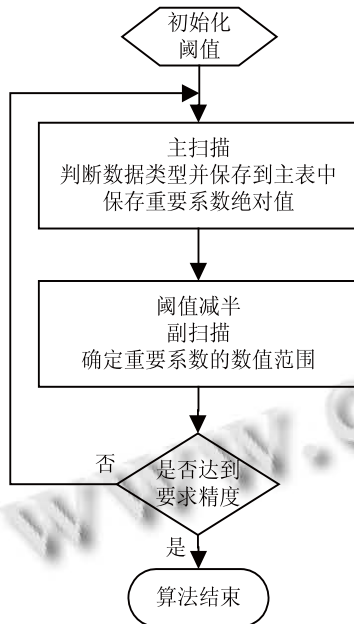 初始化
阈值
主扫描
判断数据类型并保存到主表中
保存重要系数绝对值
阈值减半
副扫描
确定重要系数的数值范围
否
是否达到
要求精度
是
算法结束
www.c